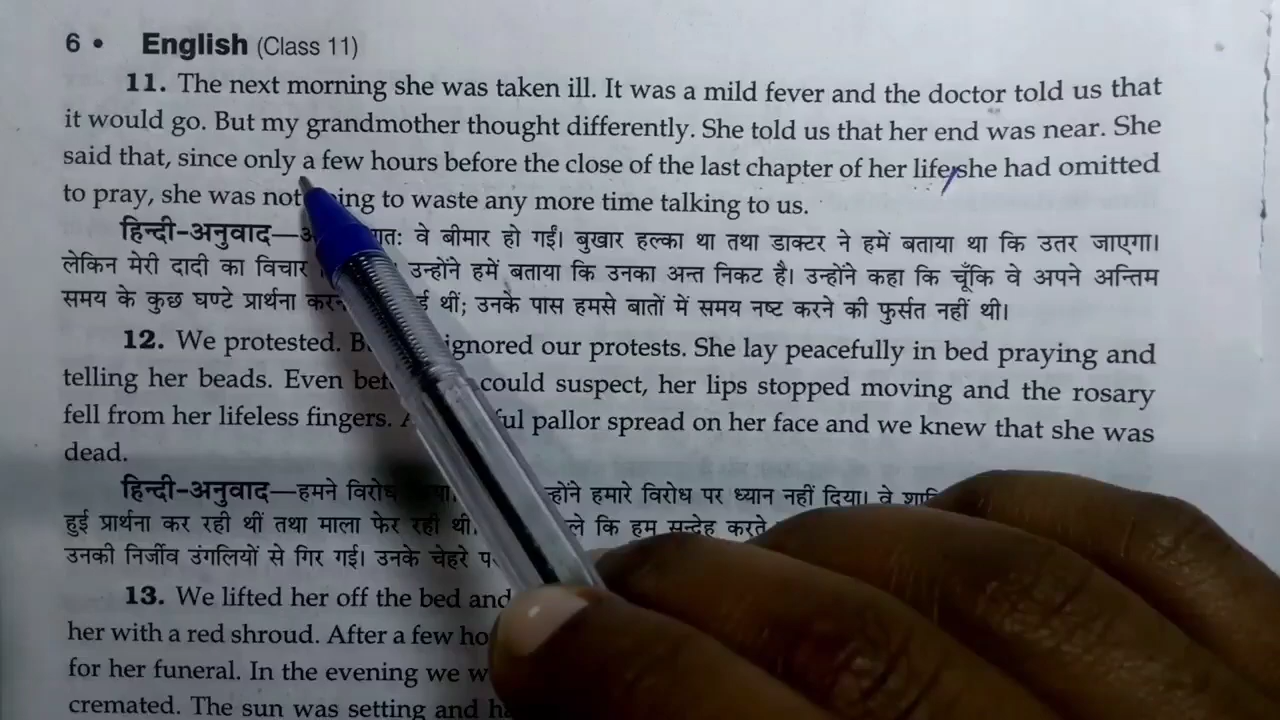 6 • English (Class 11)
11. The next morning she was taken ill. It was a mild fever and the doctor told us that
it would go. But my grandmother thought differently. She told us that her end was near. She
said that, since only a few hours before the close of the last chapter of her life, she had omitted
to pray, she was not to waste any more time talking to us.
हिन्दी-अनुवाद— वे बीमार हो गईं। बुखार हल्का था तथा डाक्टर ने हमें बताया था कि उतर जाएगा।
लेकिन मेरी दादी का विचार उन्होंने हमें बताया कि उनका अन्त निकट है। उन्होंने कहा कि चूँकि वे अपने अन्तिम
समय के कुछ घण्टे प्रार्थना थीं; उनके पास हमसे बातों में समय नष्ट करने की फुर्सत नहीं थी।
12. We protested. ignored our protests. She lay peacefully in bed praying and
telling her beads. Even could suspect, her lips stopped moving and the rosary
fell from her lifeless fingers. pallor spread on her face and we knew that she was
dead.
हिन्दी-अनुवाद—हमने विरोध हमारे विरोध पर ध्यान नहीं दिया। वे
हुई प्रार्थना कर रही थीं तथा माला फेर रही थीं। कि हम सन्देह करते
उनकी निर्जीव उंगलियों से गिर गई। उनके चेहरे
13. We lifted her off the bed and
her with a red shroud. After a few
for her funeral. In the evening we
cremated. The sun was setting and